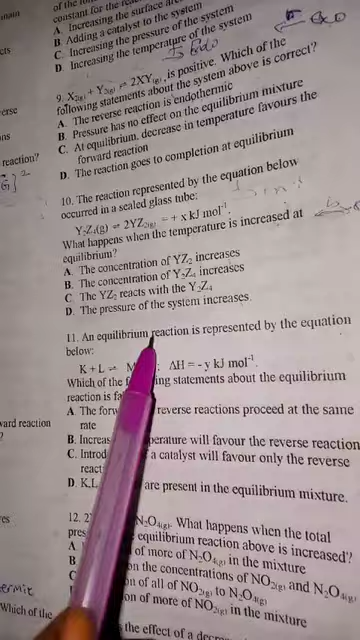 constant for the
A. Increasing the surface
B. Adding a catalyst to the system
C. Increasing the pressure of the system
D. Increasing the temperature of the system
9. X₂(g) + Y₂(g) ⇌ 2XY(g), is positive. Which of the
following statements about the system above is correct?
A. The reverse reaction is endothermic
B. Pressure has no effect on the equilibrium mixture
C. At equilibrium, decrease in temperature favours the
forward reaction
D. The reaction goes to completion at equilibrium
reaction?
10. The reaction represented by the equation below
occurred in a sealed glass tube:
Y₂Z₄(g) ⇌ 2YZ₂(g) = + x kJ mol⁻¹.
What happens when the temperature is increased at
equilibrium?
A. The concentration of YZ₂ increases
B. The concentration of Y₂Z₄ increases
C. The YZ₂ reacts with the Y₂Z₄
D. The pressure of the system increases.
11. An equilibrium reaction is represented by the equation
below:
K + L ⇌ M ; ΔH = - y kJ mol⁻¹
Which of the statements about the equilibrium
reaction is
A. The reverse reactions proceed at the same
rate
ward reaction
B. will favour the reverse reaction
C. a catalyst will favour only the reverse
D. K,L are present in the equilibrium mixture.
12. N₂O₄(g). What happens when the total
equilibrium reaction above is increased?
A of more of N₂O₄(g) in the mixture
B on the concentrations of NO₂(g) and N₂O₄(g)
C on of all of NO₂(g) to N₂O₄(g)
on of more of NO₂(g) in the mixture
Which of the
the effect of a